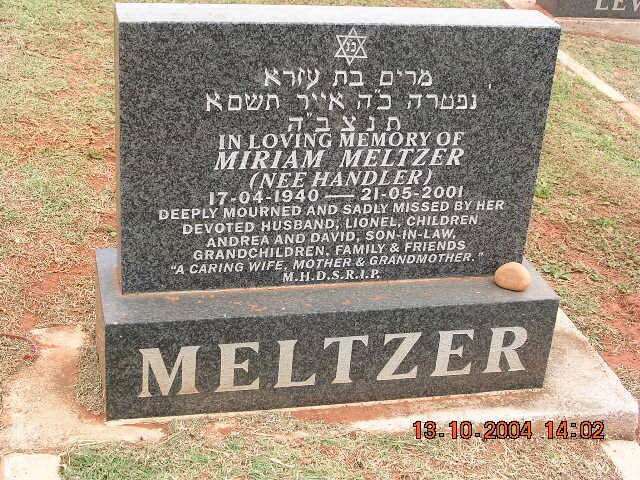 פנ
מרים בת עזרא
נפטרה כ"ה אייר תשסא
ת נ צ ב "ה
IN LOVING MEMORY OF
MIRIAM MELTZER
(NEE HANDLER)
17-04-1940 — 21-05-2001
DEEPLY MOURNED AND SADLY MISSED BY HER
DEVOTED HUSBAND, LIONEL, CHILDREN
ANDREA AND DAVID, SON-IN-LAW,
GRANDCHILDREN, FAMILY & FRIENDS
"A CARING WIFE, MOTHER & GRANDMOTHER."
M.H.D.S.R.I.P.
MELTZER
LEV
13-10-2004 14:02